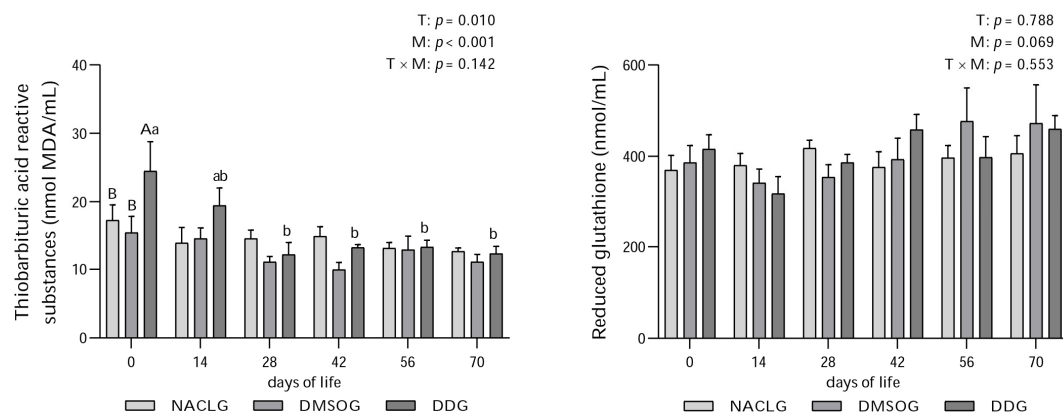 T: p = 0.010
M: p < 0.001
T × M: p = 0.142
Thiobarbituric acid reactive
substances (nmol MDA/mL)
40
30
20
10
0
B
B
Aa
ab
b
b
b
b
0
14
28
42
56
70
days of life
NACLG
DMSOG
DDG
T: p = 0.788
M: p = 0.069
T × M: p = 0.553
Reduced glutathione (nmol/mL)
600
400
200
0
0
14
28
42
56
70
days of life
NACLG
DMSOG
DDG